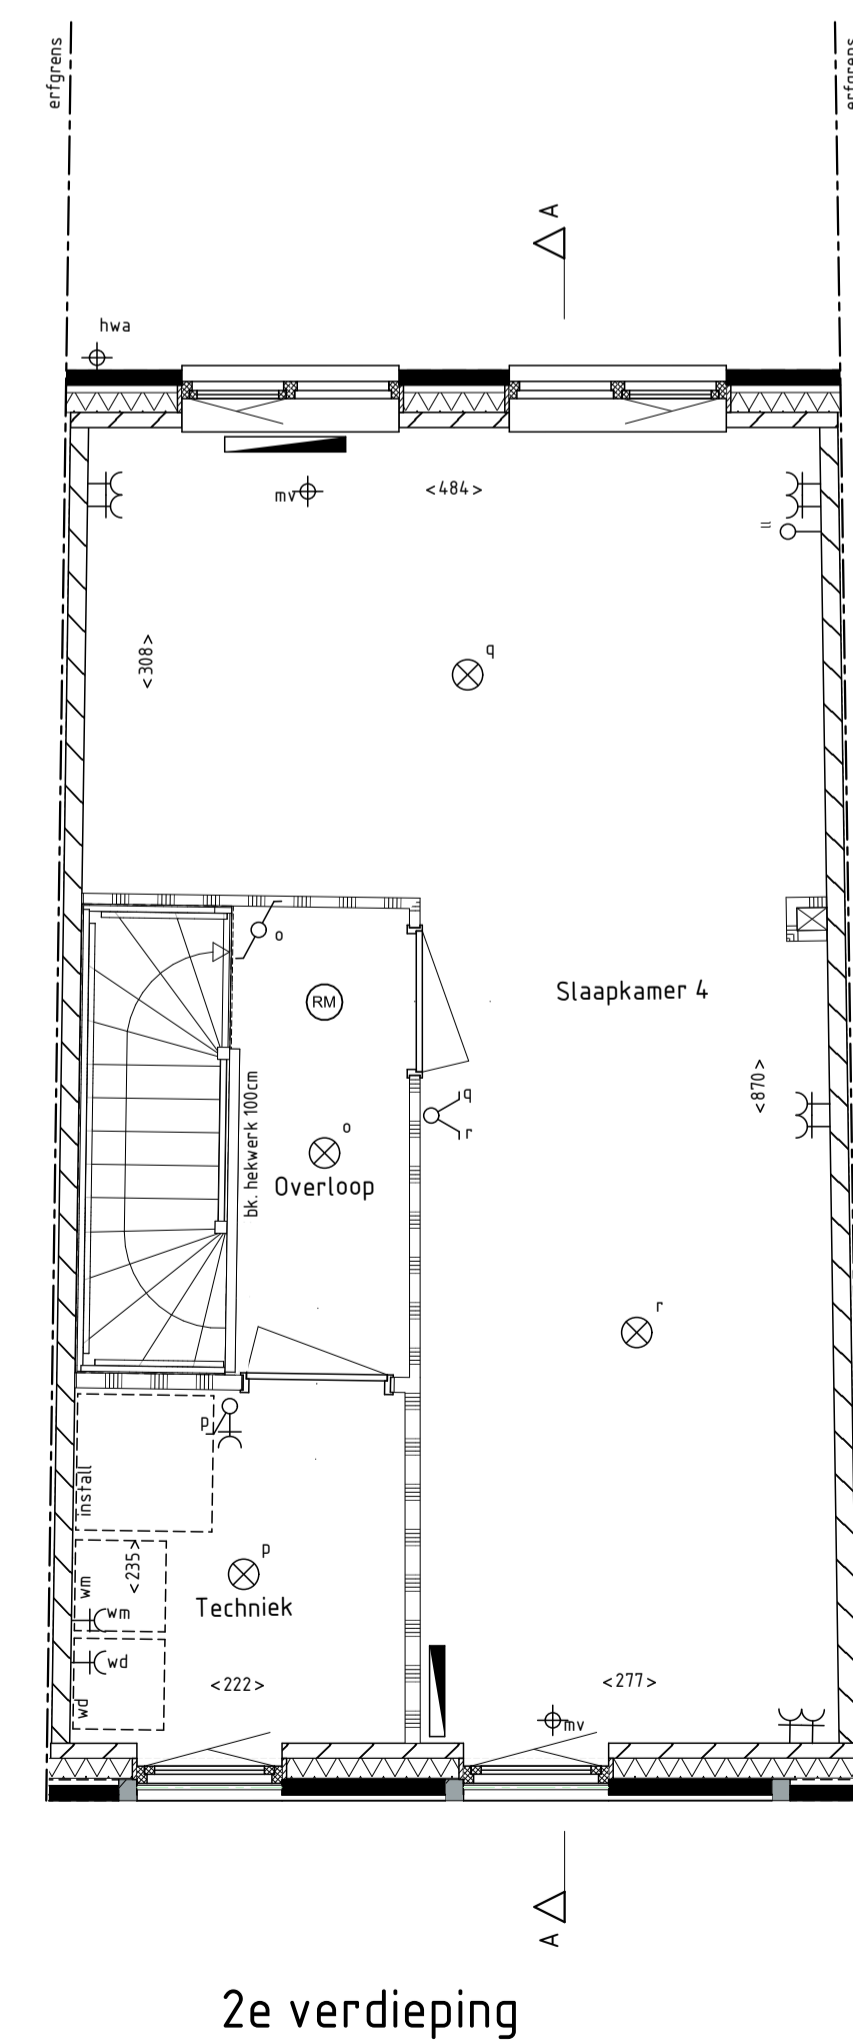 erfgrens
erfgrens
A
hwa
mv
<484>
=
<308>
q
o
RM
Slaapkamer 4
<870>
q
r
bk. hekwerk 100cm
o
Overloop
r
p
install
<235>
p
wm
wm
Techniek
wd
wd
<222>
<277>
mv
A
2e verdieping